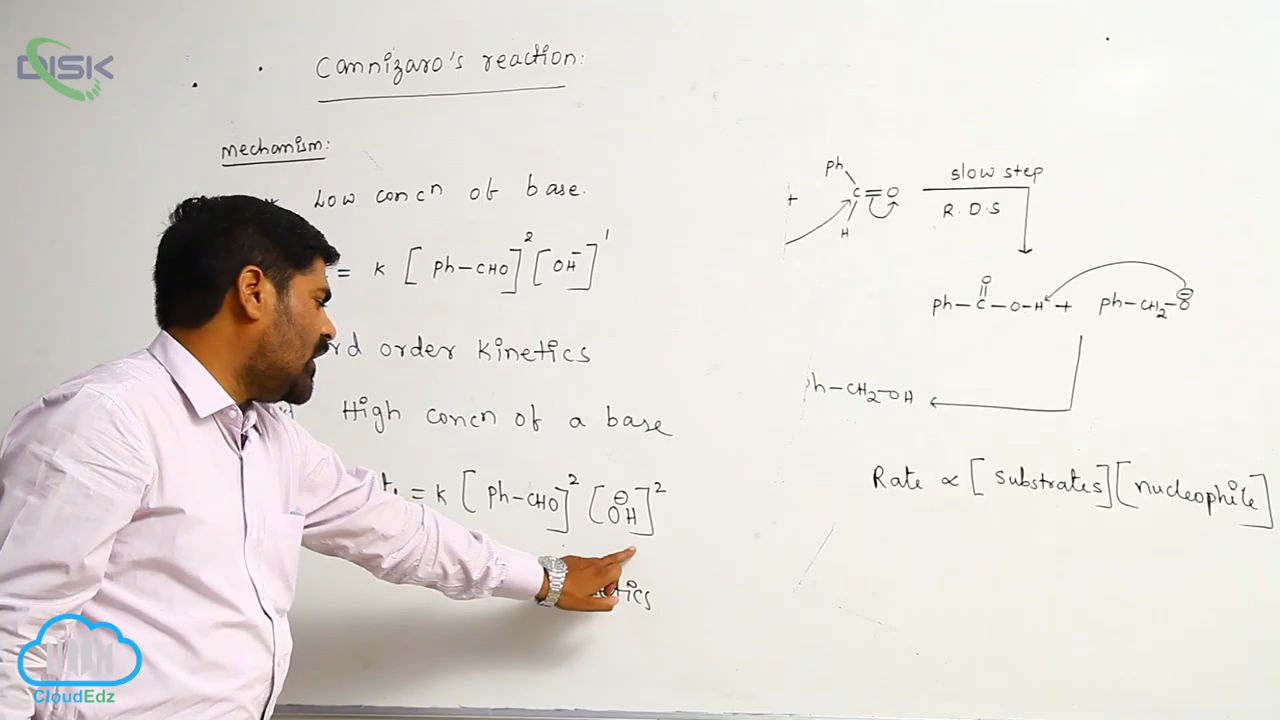 DISK
Cannizaro's reaction:
mechanism:
Low concn of base.
= k [Ph-CHO]² [OH⁻]¹
rd order kinetics
High concn of a base
= k [Ph-CHO]² [OH⊖]²
Ph
+ C=O
H
slow step
R.D.S
O
Ph-C-O-H + Ph-CH₂-O⊖
Ph-CH₂-OH
Rate ∝ [Substrates][nucleophile]
CloudEdz